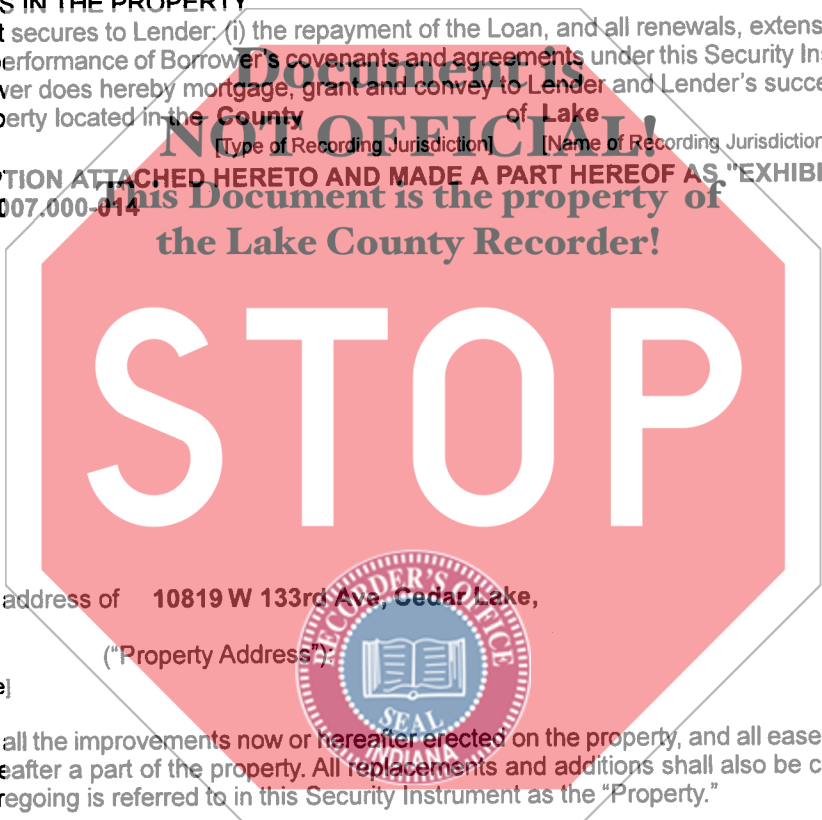 S IN THE PROPERTY
t secures to Lender: (i) the repayment of the Loan, and all renewals, extens
erformance of Borrower's covenants and agreements under this Security Ins
ver does hereby mortgage, grant and convey to Lender and Lender's succe
perty located in the County of Lake
[Type of Recording Jurisdiction] [Name of Recording Jurisdiction
TION ATTACHED HERETO AND MADE A PART HEREOF AS "EXHIBI
007.000-014
Document is
NOT OFFICIAL!
This Document is the property of
the Lake County Recorder!
STOP
address of 10819 W 133rd Ave, Cedar Lake,
("Property Address"):
e]
RECORDER'S OFFICE
SEAL
INDIANA
all the improvements now or hereafter erected on the property, and all ease
eafter a part of the property. All replacements and additions shall also be c
regoing is referred to in this Security Instrument as the "Property."